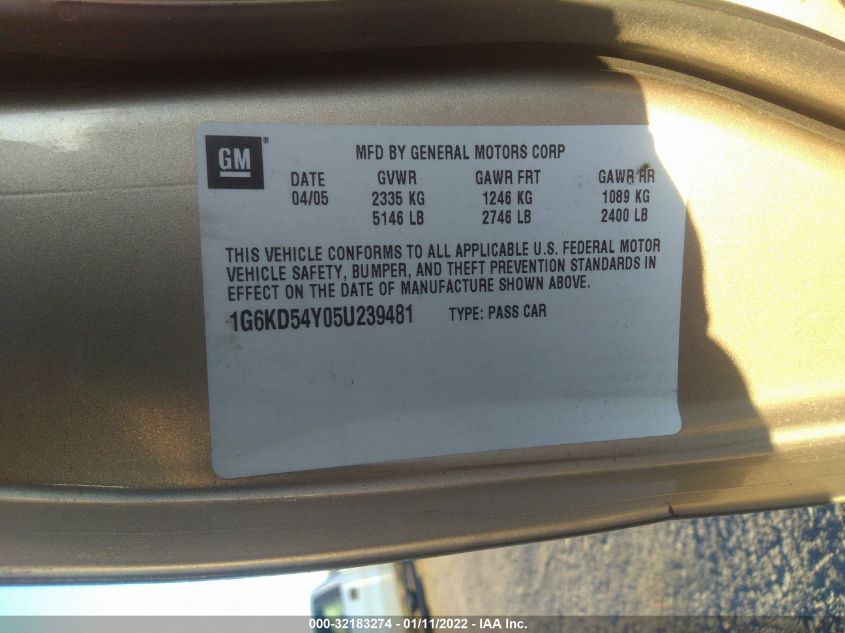 GM ®
MFD BY GENERAL MOTORS CORP
DATE GVWR GAWR FRT GAWR RR
04/05 2335 KG 1246 KG 1089 KG
5146 LB 2746 LB 2400 LB
THIS VEHICLE CONFORMS TO ALL APPLICABLE U.S. FEDERAL MOTOR
VEHICLE SAFETY, BUMPER, AND THEFT PREVENTION STANDARDS IN
EFFECT ON THE DATE OF MANUFACTURE SHOWN ABOVE.
1G6KD54Y05U239481 TYPE: PASS CAR
000-32183274 - 01/11/2022 - IAA Inc.